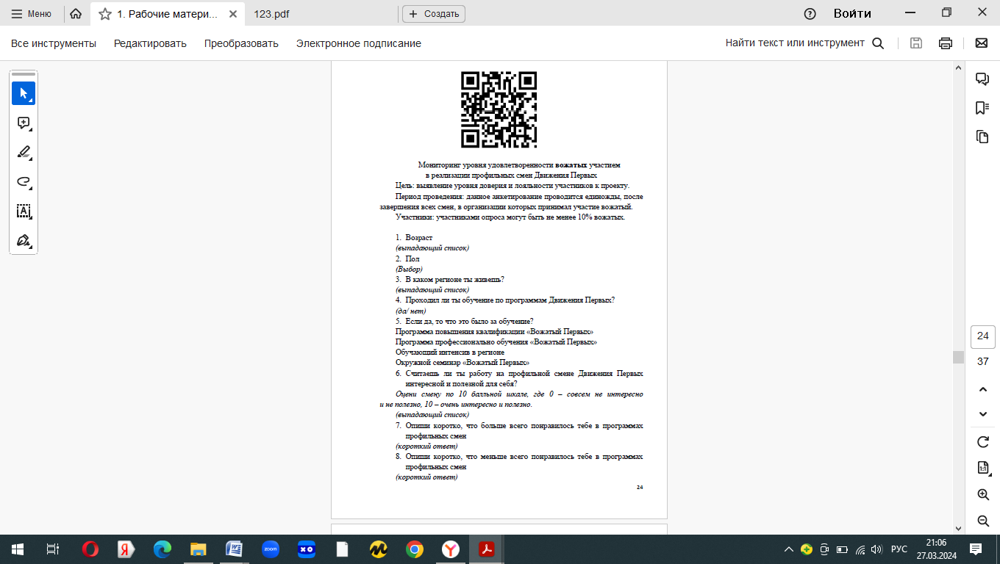 Меню
1. Рабочие матери...
123.pdf
Создать
Войти
Все инструменты
Редактировать
Преобразовать
Электронное подписание
Найти текст или инструмент
Мониторинг уровня удовлетворенности вожатых участием
в реализации профильных смен Движения Первых
Цель: выявление уровня доверия и лояльности участников к проекту.
Период проведения: данное анкетирование проводится единожды, после
завершения всех смен, в организации которых принимал участие вожатый.
Участники: участниками опроса могут быть не менее 10% вожатых.
1. Возраст
(выпадающий список)
2. Пол
(Выбор)
3. В каком регионе ты живешь?
(выпадающий список)
4. Проходил ли ты обучение по программам Движения Первых?
(да/ нет)
5. Если да, то что это было за обучение?
Программа повышения квалификации «Вожатый Первых»
Программа профессионально обучения «Вожатый Первых»
Обучающий интенсив в регионе
Окружной семинар «Вожатый Первых»
6. Считаешь ли ты работу на профильной смене Движения Первых
интересной и полезной для себя?
Оцени смену по 10 балльной шкале, где 0 – совсем не интересно
и не полезно, 10 – очень интересно и полезно.
(выпадающий список)
7. Опиши коротко, что больше всего понравилось тебе в программах
профильных смен
(короткий ответ)
8. Опиши коротко, что меньше всего понравилось тебе в программах
профильных смен
(короткий ответ)
24
24
37
1:1
zoom
РУС
21:06
27.03.2024